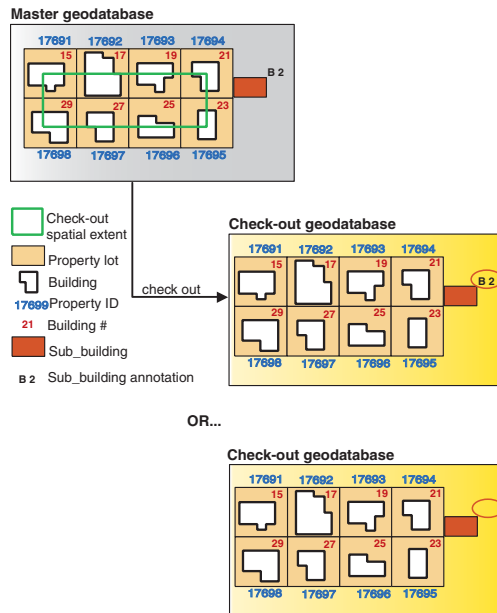 Master geodatabase
17691 17692 17693 17694
15 17 19 21
B 2
29 27 25 23
17698 17697 17696 17695
Check-out
spatial extent
Property lot
Building
17699 Property ID
21 Building #
Sub_building
B 2 Sub_building annotation
check out
Check-out geodatabase
17691 17692 17693 17694
15 17 19 21
B 2
29 27 25 23
17698 17697 17696 17695
OR...
Check-out geodatabase
17691 17692 17693 17694
15 17 19 21
29 27 25 23
17698 17697 17696 17695